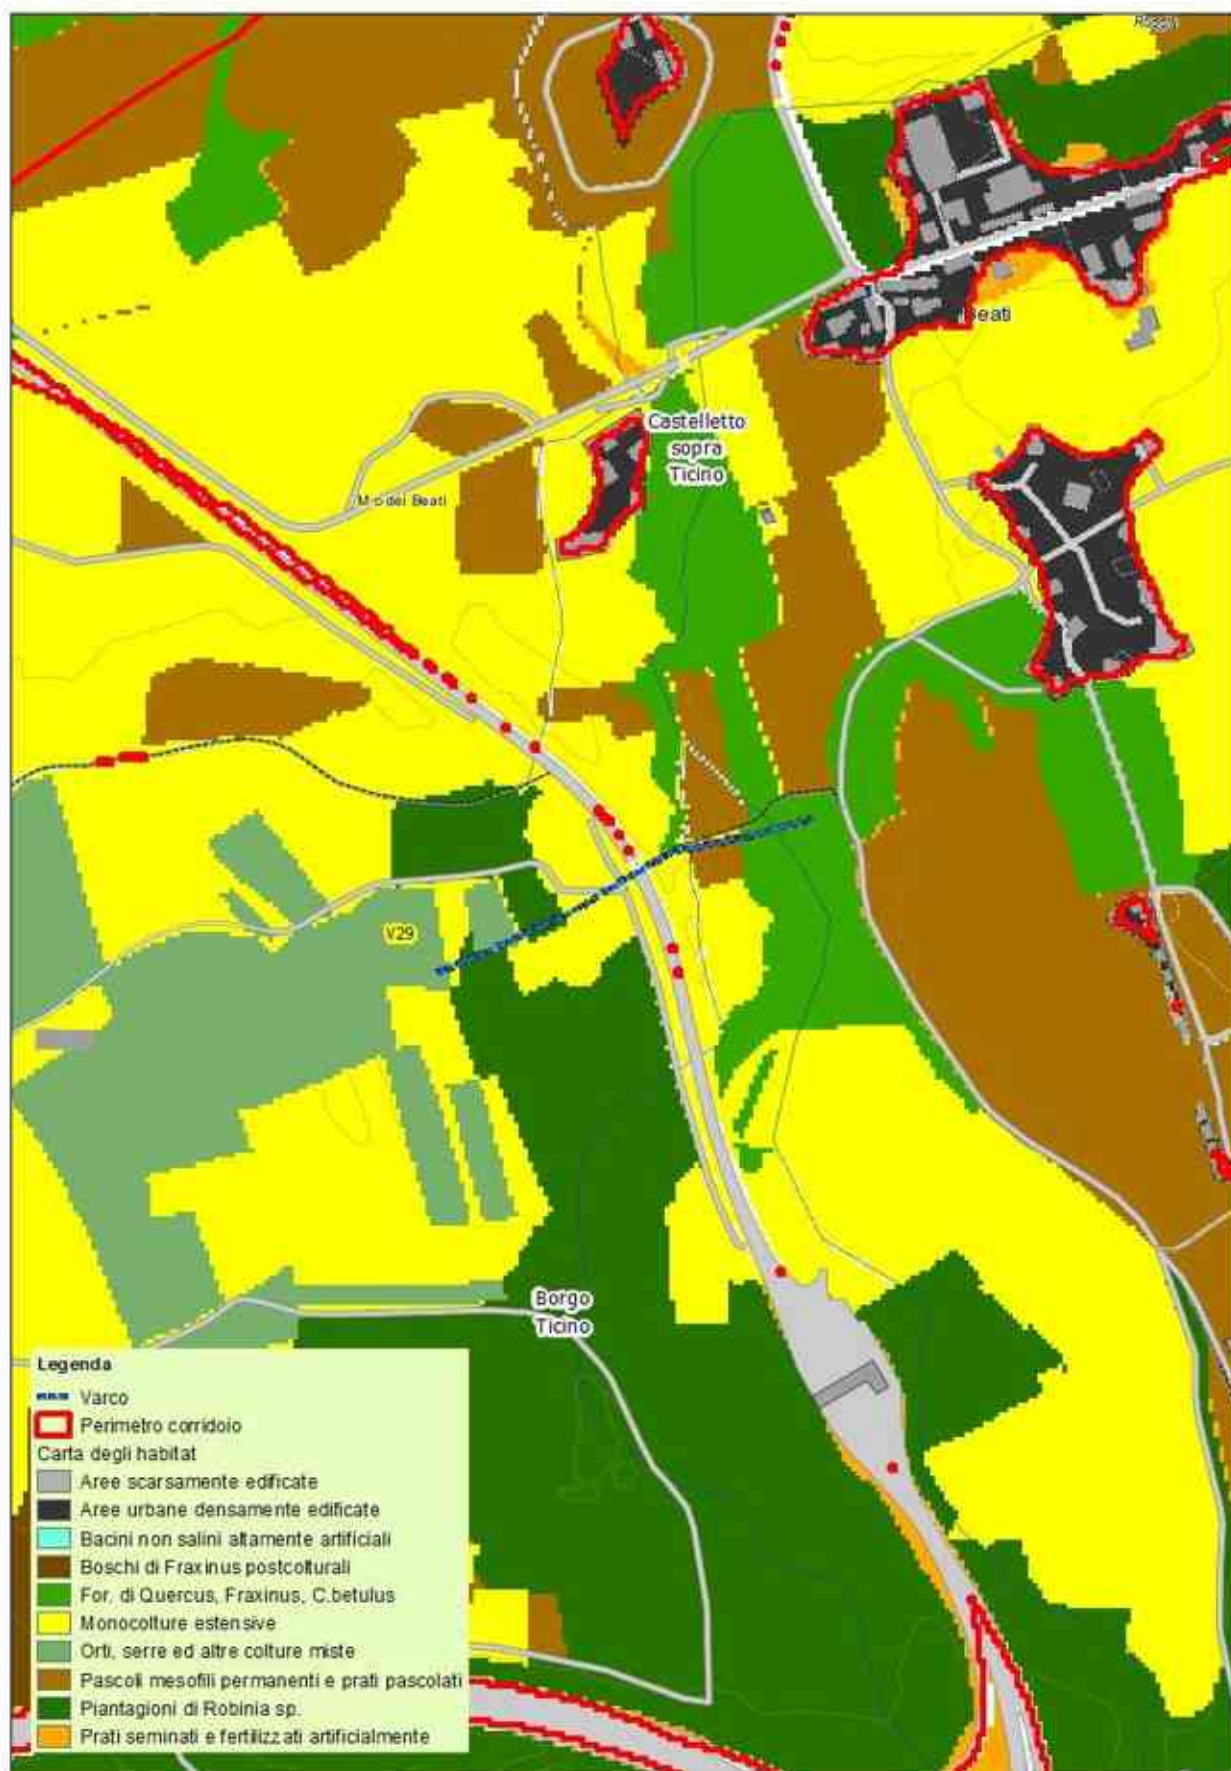 Beati
Castelletto
sopra
Ticino
M.o dei Beati
V29
Borgo
Ticino
Legenda
Varco
Perimetro corridoio
Carta degli habitat
Aree scarsamente edificate
Aree urbane densamente edificate
Bacini non salini altamente artificiali
Boschi di Fraxinus postcolturali
For. di Quercus, Fraxinus, C.betulus
Monocolture estensive
Orti, serre ed altre colture miste
Pascoli mesofili permanenti e prati pascolati
Piantagioni di Robinia sp.
Prati seminati e fertilizzati artificialmente